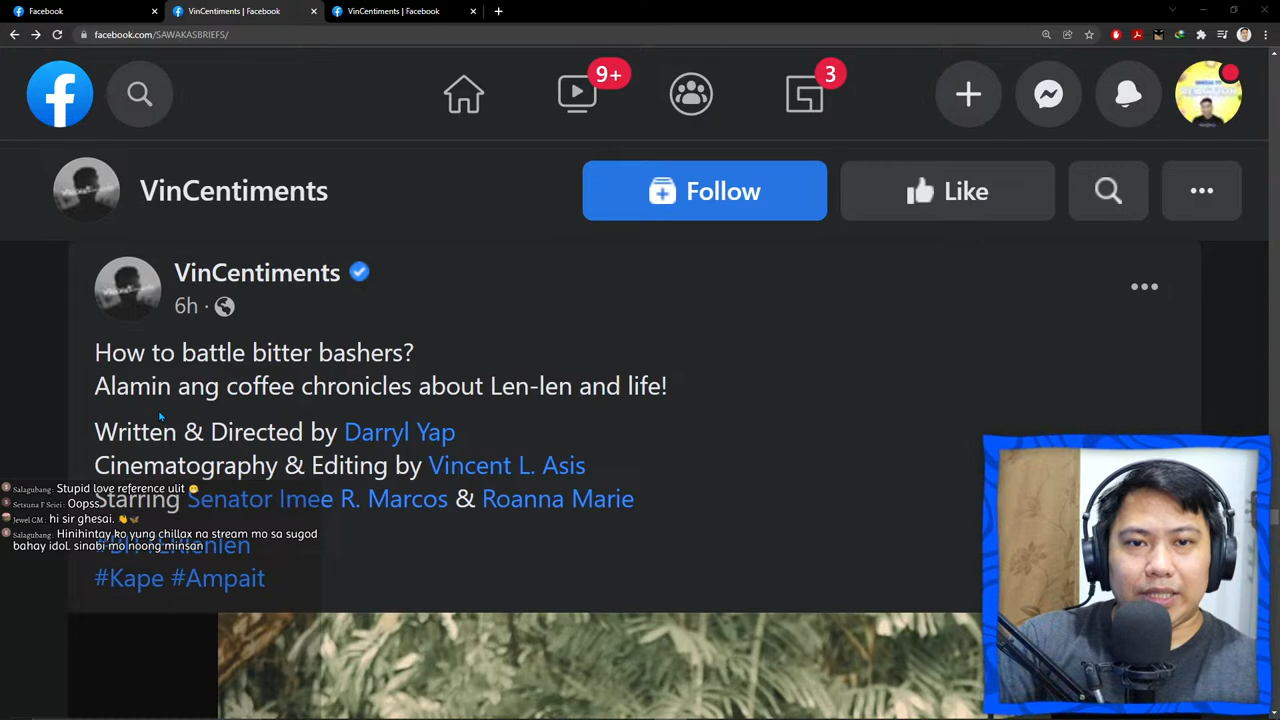 Facebook
VinCentiments | Facebook
VinCentiments | Facebook
facebook.com/SAWAKASBRIEFS/
9+
3
VinCentiments
Follow
Like
VinCentiments
6h
How to battle bitter bashers?
Alamin ang coffee chronicles about Len-len and life!
Written & Directed by Darryl Yap
Cinematography & Editing by Vincent L. Asis
Starring Senator Imee R. Marcos & Roanna Marie
#Kape #Ampait
Salagubang : Stupid love reference ulit
Setsuna F Seiei : Oopss
Jewel CM : hi sir ghesai.
Salagubang : Hinihintay ko yung chillax na stream mo sa sugod
bahay idol. sinabi mo noong minsan